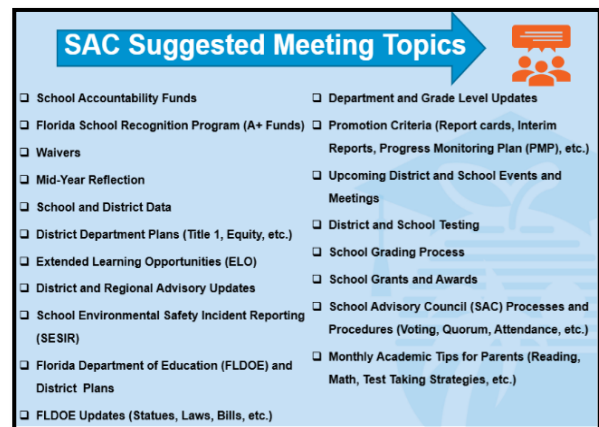 SAC Suggested Meeting Topics
❑ School Accountability Funds
❑ Florida School Recognition Program (A+ Funds)
❑ Waivers
❑ Mid-Year Reflection
❑ School and District Data
❑ District Department Plans (Title 1, Equity, etc.)
❑ Extended Learning Opportunities (ELO)
❑ District and Regional Advisory Updates
❑ School Environmental Safety Incident Reporting
(SESIR)
❑ Florida Department of Education (FLDOE) and
District Plans
❑ FLDOE Updates (Statues, Laws, Bills, etc.)
❑ Department and Grade Level Updates
❑ Promotion Criteria (Report cards, Interim
Reports, Progress Monitoring Plan (PMP), etc.)
❑ Upcoming District and School Events and
Meetings
❑ District and School Testing
❑ School Grading Process
❑ School Grants and Awards
❑ School Advisory Council (SAC) Processes and
Procedures (Voting, Quorum, Attendance, etc.)
❑ Monthly Academic Tips for Parents (Reading,
Math, Test Taking Strategies, etc.)